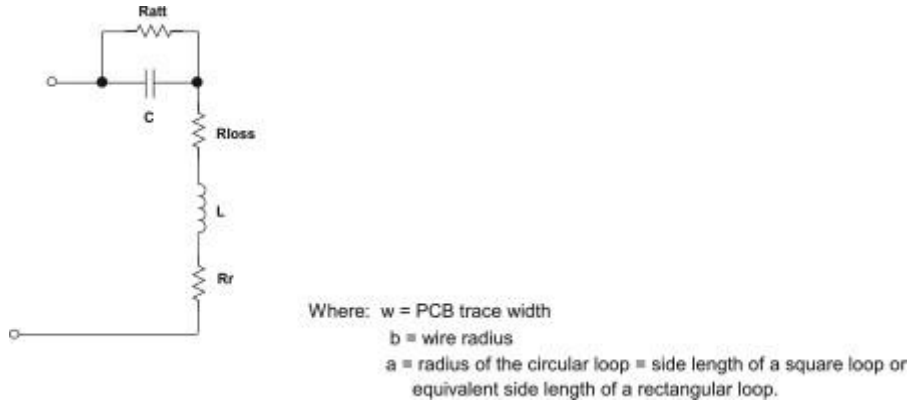 Ratt
C
Rloss
L
Rr
Where: w = PCB trace width
b = wire radius
a = radius of the circular loop = side length of a square loop or
equivalent side length of a rectangular loop.